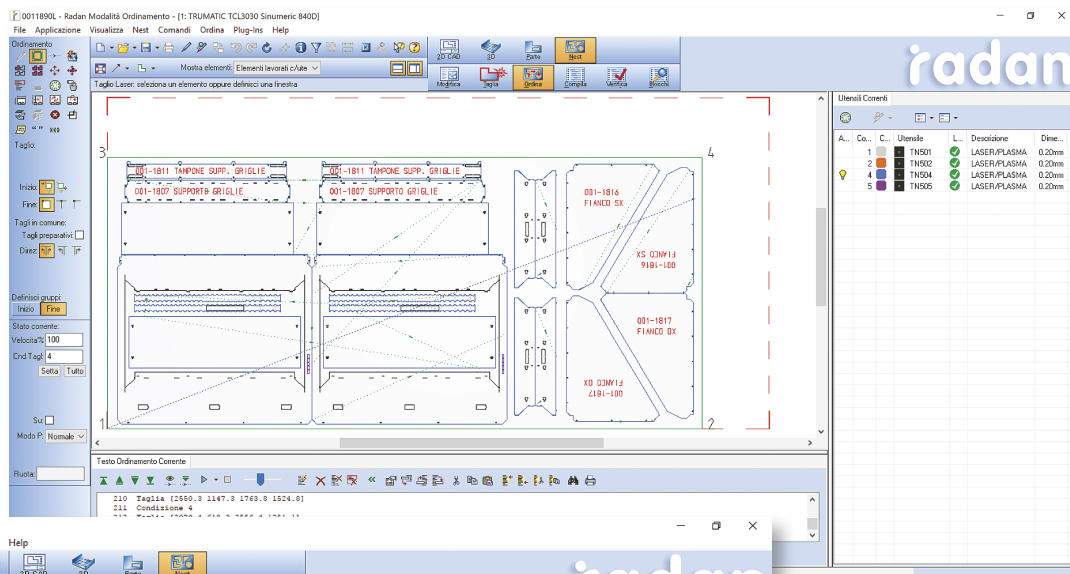 0011890L - Radan Modalità Ordinamento - [1: TRUMATIC TCL3030 Sinumeric 840D]
File Applicazione Visualizza Nest Comandi Ordina Plug-Ins Help
Ordinamento
Mostra elementi: Elementi lavorati c/ute
2D CAD 3D Parte Nest
Modifica Taglia Ordina Compila Verifica Blocchi
radan
Taglio Laser: seleziona un elemento oppure definisci una finestra
Taglio:
Inizio:
Fine:
Tagli in comune:
Tagli preparativi:
Direz:
Definisci gruppi:
Inizio Fine
Stato corrente:
Velocita% 100
Cnd.Tagl: 4
Setta Tutto
Su:
Modo P: Normale
Ruota:
3
4
001-1811 TAMPONE SUPP. GRIGLIE
001-1811 TAMPONE SUPP. GRIGLIE
001-1807 SUPPORTO GRIGLIE
001-1807 SUPPORTO GRIGLIE
001-1816
FIANCO SX
FIANCO SX
001-1816
001-1817
FIANCO DX
FIANCO DX
001-1817
1
2
Utensili Correnti
A... Co... C... Utensile L... Descrizione Dime...
1 TN501 LASER/PLASMA 0.20mm
2 TN502 LASER/PLASMA 0.20mm
4 TN504 LASER/PLASMA 0.20mm
5 TN505 LASER/PLASMA 0.20mm
Testo Ordinamento Corrente
210 Taglia [2550.3 1147.3 1763.8 1524.8]
211 Condizione 4
Help
2D CAD 3D Parte Nest
radan